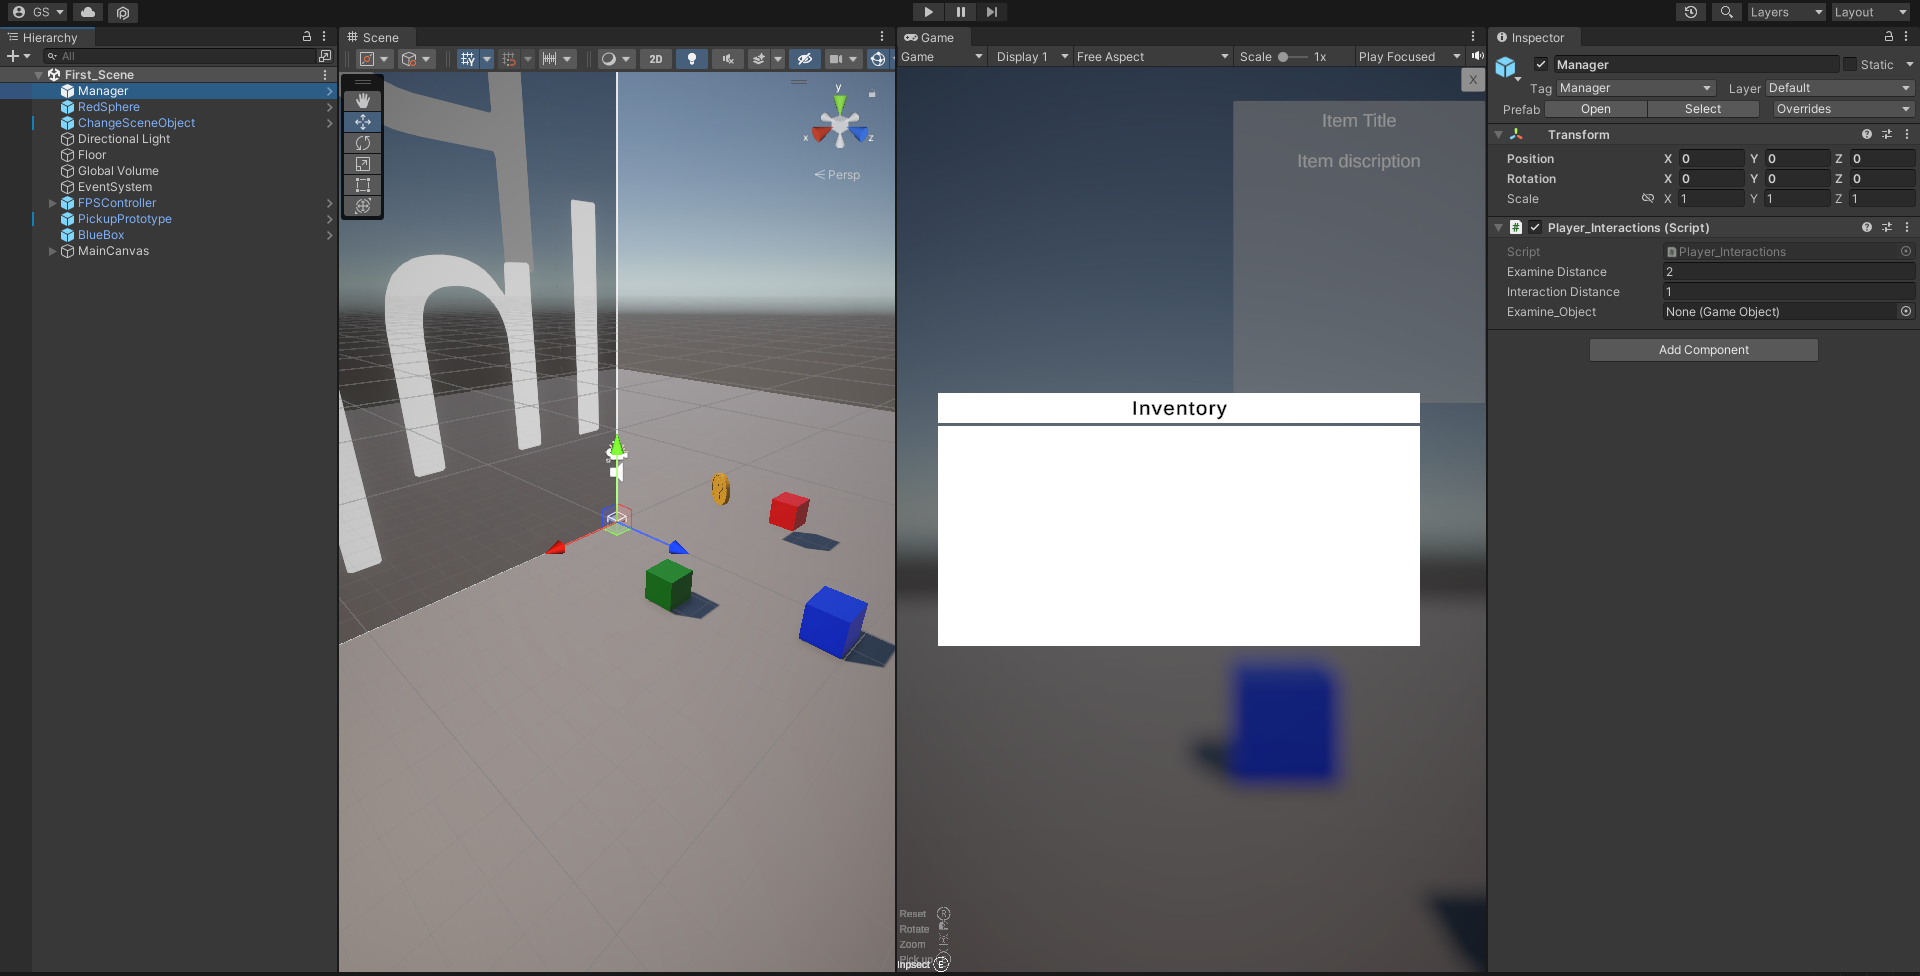 GS
Layers
Layout
Hierarchy
All
First_Scene
Manager
RedSphere
ChangeSceneObject
Directional Light
Floor
Global Volume
EventSystem
FPSController
PickupPrototype
BlueBox
MainCanvas
Scene
2D
y
x
z
Persp
Game
Game
Display 1
Free Aspect
Scale
1x
Play Focused
X
Item Title
Item discription
Inventory
Reset R
Rotate
Zoom
Pick up
Inpsect E
Inspector
Manager
Static
Tag Manager
Layer Default
Prefab
Open
Select
Overrides
Transform
Position X 0 Y 0 Z 0
Rotation X 0 Y 0 Z 0
Scale X 1 Y 1 Z 1
# Player_Interactions (Script)
Script Player_Interactions
Examine Distance 2
Interaction Distance 1
Examine_Object None (Game Object)
Add Component